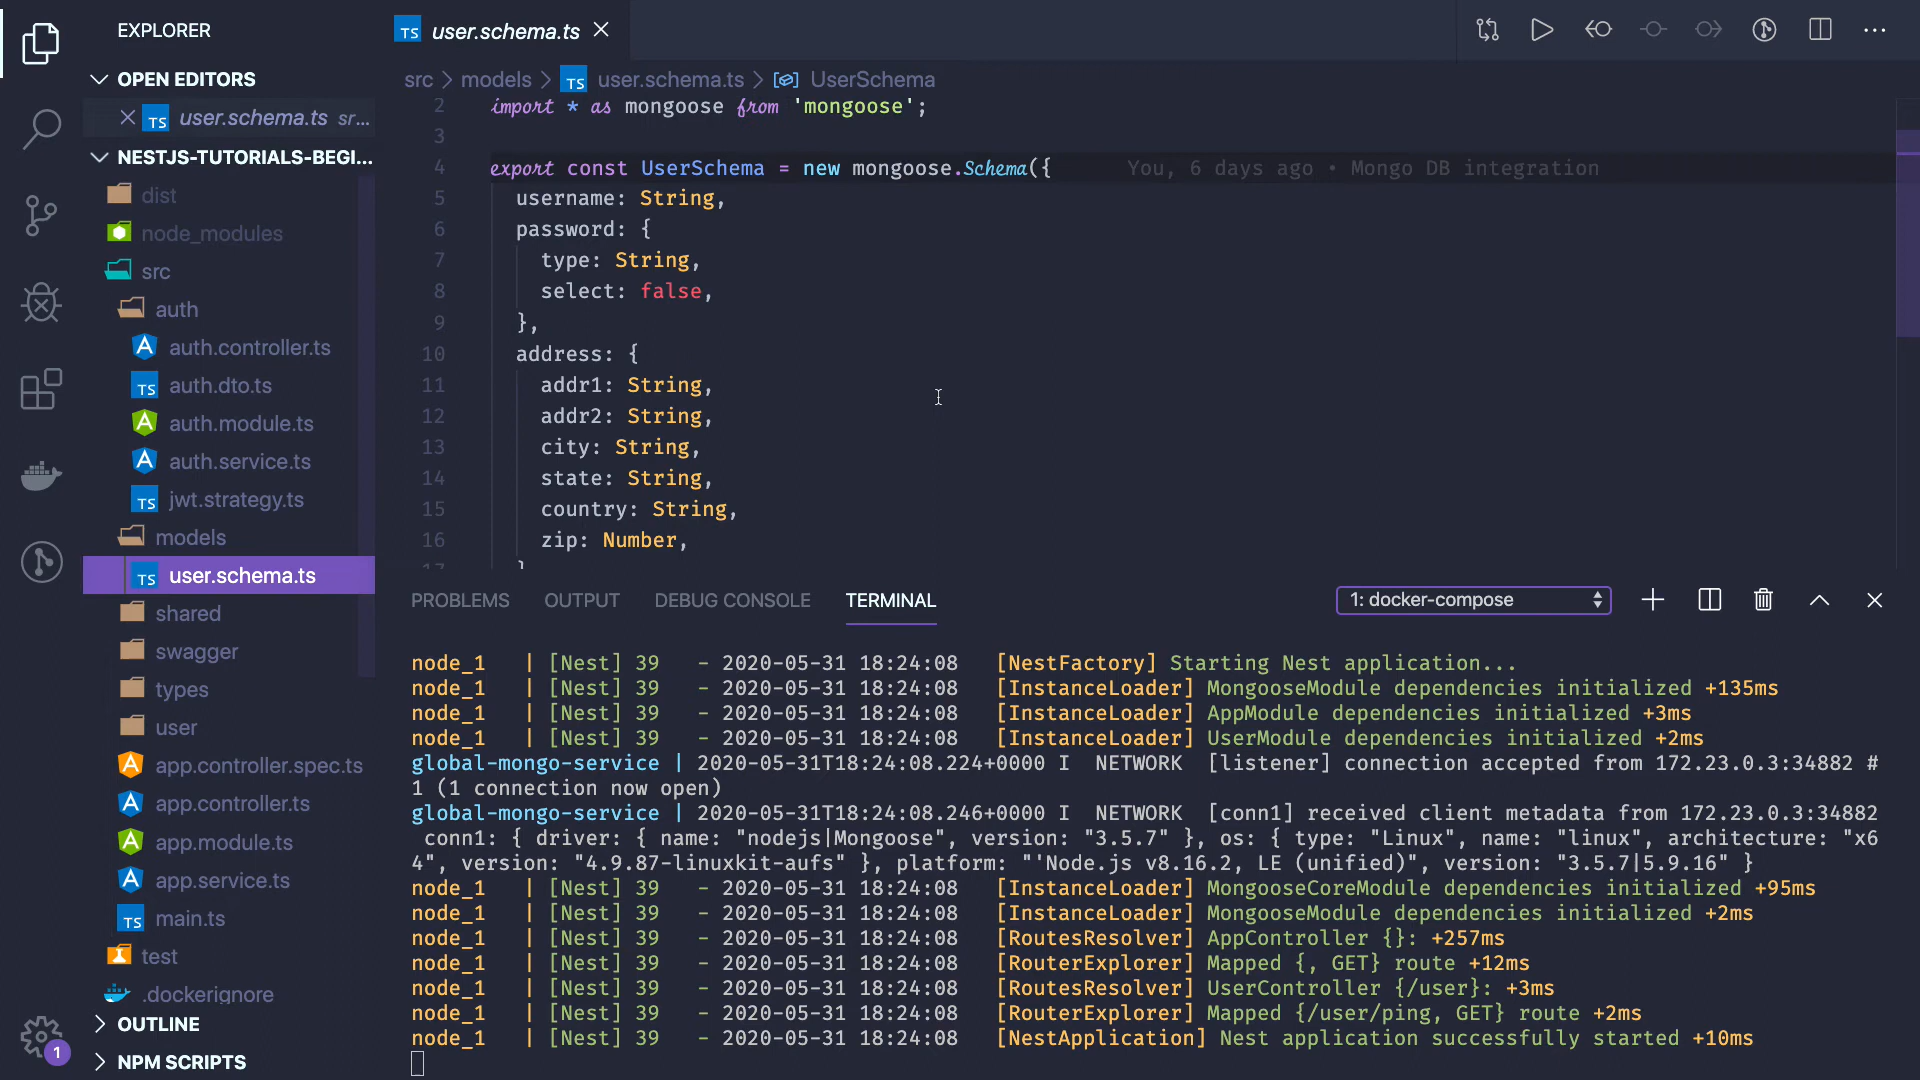 EXPLORER
OPEN EDITORS
TS user.schema.ts sr...
NESTJS-TUTORIALS-BEGI...
dist
node_modules
src
auth
auth.controller.ts
TS auth.dto.ts
auth.module.ts
auth.service.ts
TS jwt.strategy.ts
models
TS user.schema.ts
shared
swagger
types
user
app.controller.spec.ts
app.controller.ts
app.module.ts
app.service.ts
TS main.ts
test
.dockerignore
OUTLINE
NPM SCRIPTS
1
TS user.schema.ts
src > models > TS user.schema.ts > UserSchema
2 import * as mongoose from 'mongoose';
3
4 export const UserSchema = new mongoose.Schema({ You, 6 days ago • Mongo DB integration
5 username: String,
6 password: {
7 type: String,
8 select: false,
9 },
10 address: {
11 addr1: String,
12 addr2: String,
13 city: String,
14 state: String,
15 country: String,
16 zip: Number,
17 }
PROBLEMS OUTPUT DEBUG CONSOLE TERMINAL 1: docker-compose
node_1 | [Nest] 39 - 2020-05-31 18:24:08 [NestFactory] Starting Nest application...
node_1 | [Nest] 39 - 2020-05-31 18:24:08 [InstanceLoader] MongooseModule dependencies initialized +135ms
node_1 | [Nest] 39 - 2020-05-31 18:24:08 [InstanceLoader] AppModule dependencies initialized +3ms
node_1 | [Nest] 39 - 2020-05-31 18:24:08 [InstanceLoader] UserModule dependencies initialized +2ms
global-mongo-service | 2020-05-31T18:24:08.224+0000 I NETWORK [listener] connection accepted from 172.23.0.3:34882 #
1 (1 connection now open)
global-mongo-service | 2020-05-31T18:24:08.246+0000 I NETWORK [conn1] received client metadata from 172.23.0.3:34882
conn1: { driver: { name: "nodejs|Mongoose", version: "3.5.7" }, os: { type: "Linux", name: "linux", architecture: "x6
4", version: "4.9.87-linuxkit-aufs" }, platform: "'Node.js v8.16.2, LE (unified)", version: "3.5.7|5.9.16" }
node_1 | [Nest] 39 - 2020-05-31 18:24:08 [InstanceLoader] MongooseCoreModule dependencies initialized +95ms
node_1 | [Nest] 39 - 2020-05-31 18:24:08 [InstanceLoader] MongooseModule dependencies initialized +2ms
node_1 | [Nest] 39 - 2020-05-31 18:24:08 [RoutesResolver] AppController {}: +257ms
node_1 | [Nest] 39 - 2020-05-31 18:24:08 [RouterExplorer] Mapped {, GET} route +12ms
node_1 | [Nest] 39 - 2020-05-31 18:24:08 [RoutesResolver] UserController {/user}: +3ms
node_1 | [Nest] 39 - 2020-05-31 18:24:08 [RouterExplorer] Mapped {/user/ping, GET} route +2ms
node_1 | [Nest] 39 - 2020-05-31 18:24:08 [NestApplication] Nest application successfully started +10ms